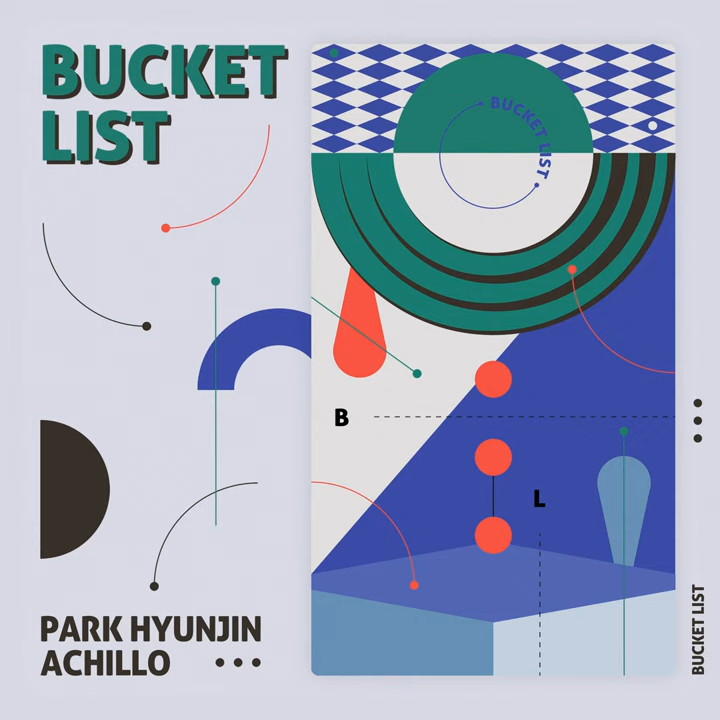 BUCKET
LIST
BUCKET LIST
B
L
PARK HYUNJIN
ACHILLO
BUCKET LIST